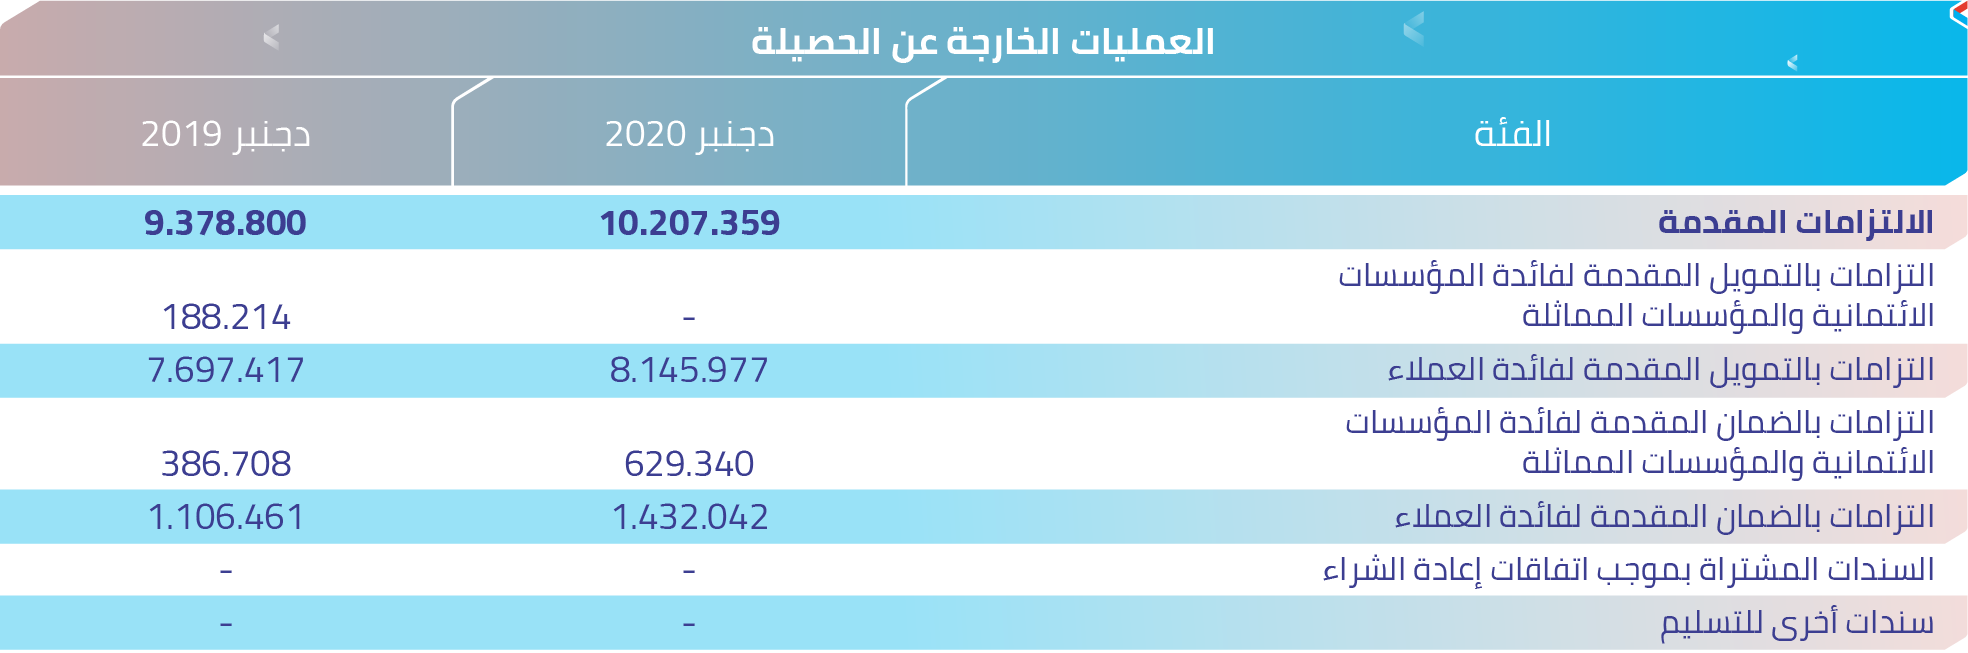 العمليات الخارجة عن الحصيلة
الفئة دجنبر 2020 دجنبر 2019
الالتزامات المقدمة 10.207.359 9.378.800
التزامات بالتمويل المقدمة لفائدة المؤسسات
الائتمانية والمؤسسات المماثلة - 188.214
التزامات بالتمويل المقدمة لفائدة العملاء 8.145.977 7.697.417
التزامات بالضمان المقدمة لفائدة المؤسسات
الائتمانية والمؤسسات المماثلة 629.340 386.708
التزامات بالضمان المقدمة لفائدة العملاء 1.432.042 1.106.461
السندات المشتراة بموجب اتفاقات إعادة الشراء - -
سندات أخرى للتسليم - -